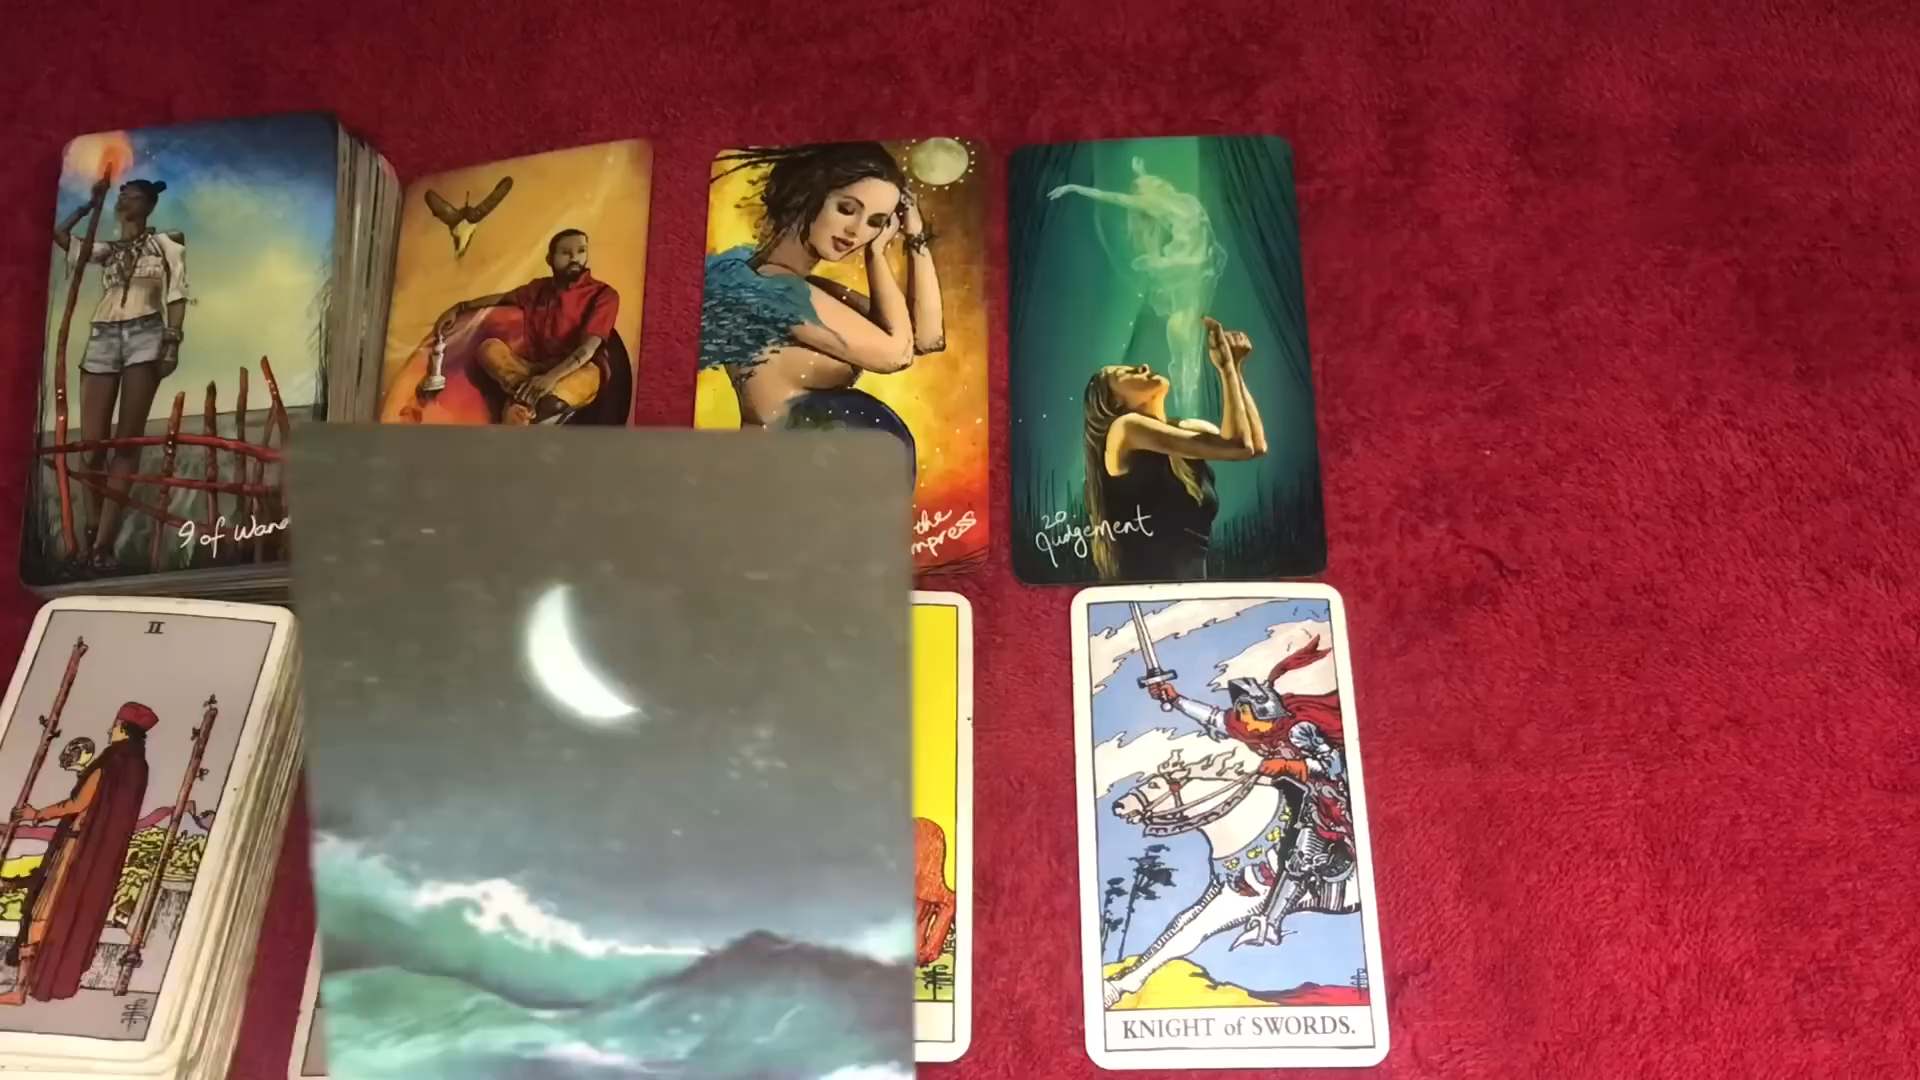 9 of Wan
the
mpress
20
Judgement
II
KNIGHT of SWORDS.